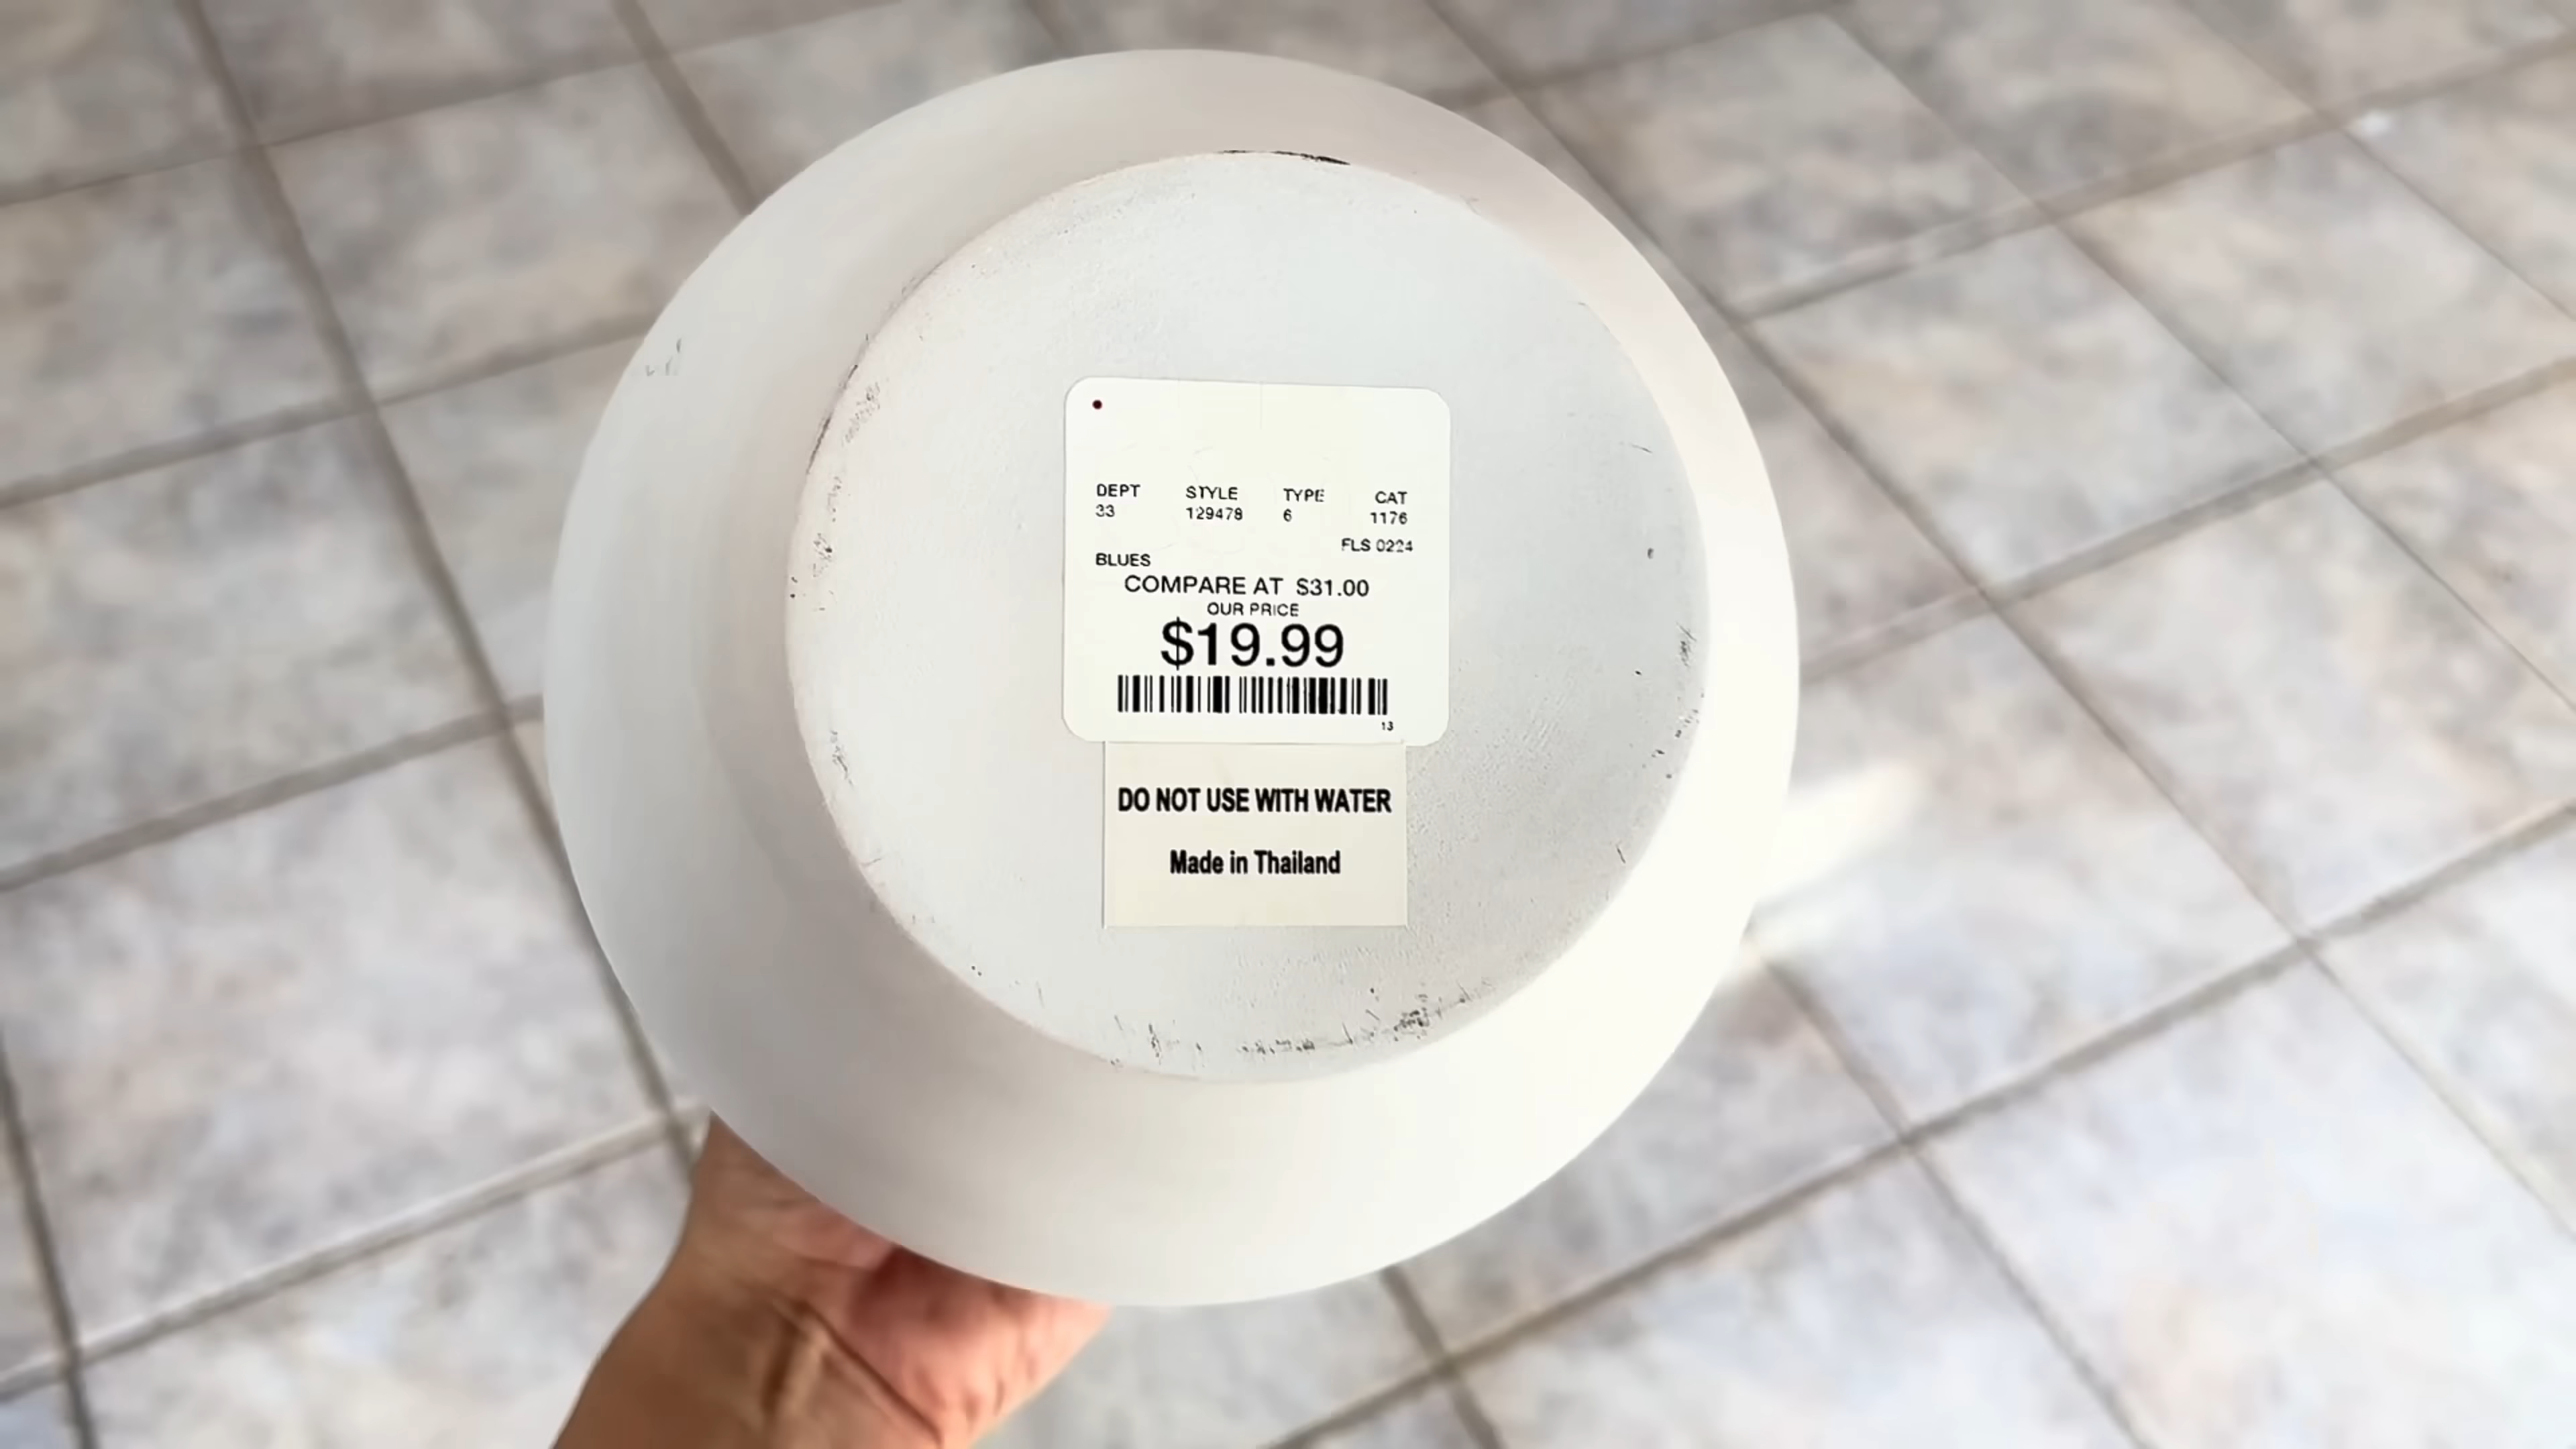 DEPT STYLE TYPE CAT
33 129478 6 1176
FLS 0224
BLUES
COMPARE AT $31.00
OUR PRICE
$19.99
13
DO NOT USE WITH WATER
Made in Thailand